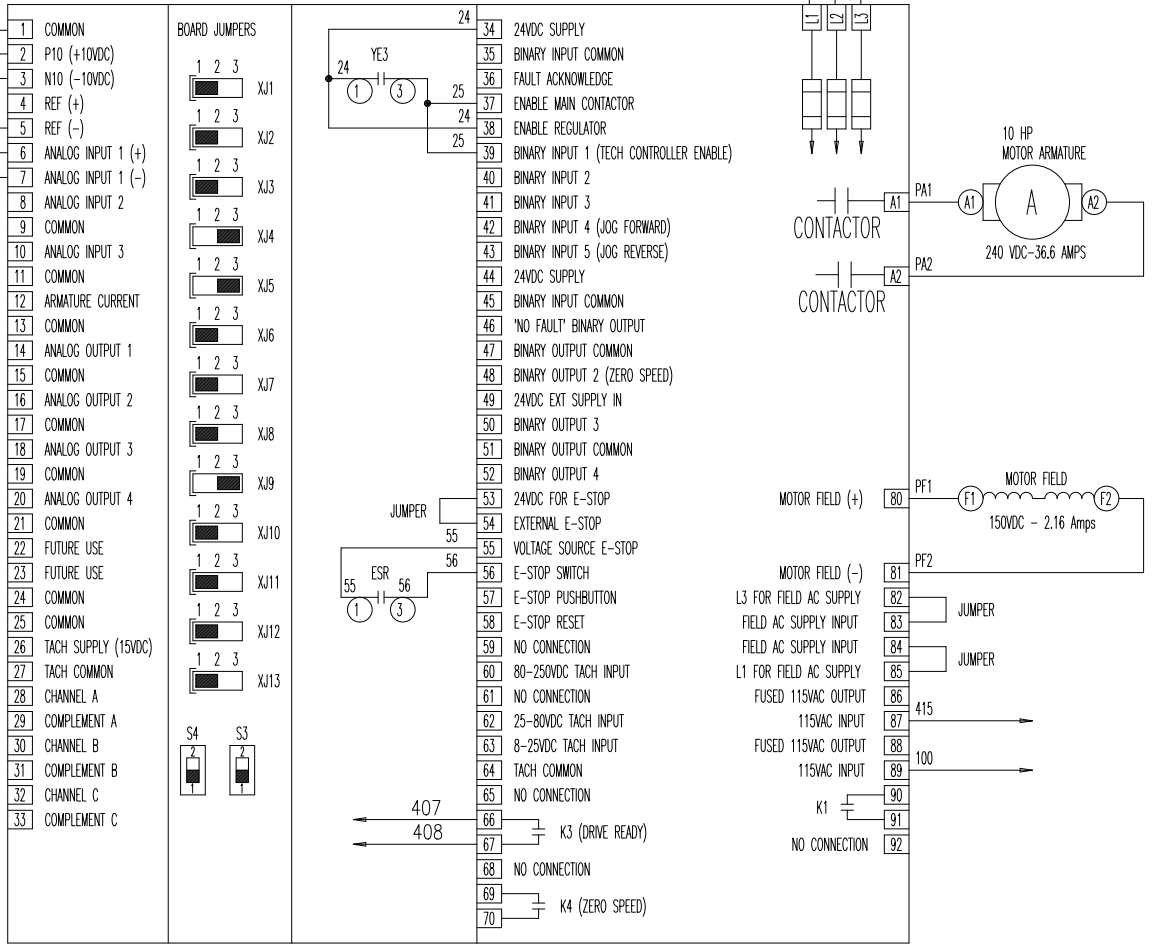 1 COMMON
2 P10 (+10VDC)
3 N10 (-10VDC)
4 REF (+)
5 REF (-)
6 ANALOG INPUT 1 (+)
7 ANALOG INPUT 1 (-)
8 ANALOG INPUT 2
9 COMMON
10 ANALOG INPUT 3
11 COMMON
12 ARMATURE CURRENT
13 COMMON
14 ANALOG OUTPUT 1
15 COMMON
16 ANALOG OUTPUT 2
17 COMMON
18 ANALOG OUTPUT 3
19 COMMON
20 ANALOG OUTPUT 4
21 COMMON
22 FUTURE USE
23 FUTURE USE
24 COMMON
25 COMMON
26 TACH SUPPLY (15VDC)
27 TACH COMMON
28 CHANNEL A
29 COMPLEMENT A
30 CHANNEL B
31 COMPLEMENT B
32 CHANNEL C
33 COMPLEMENT C
BOARD JUMPERS
1 2 3
XJ1
1 2 3
XJ2
1 2 3
XJ3
1 2 3
XJ4
1 2 3
XJ5
1 2 3
XJ6
1 2 3
XJ7
1 2 3
XJ8
1 2 3
XJ9
1 2 3
XJ10
1 2 3
XJ11
1 2 3
XJ12
1 2 3
XJ13
S4 S3
2 2
1 1
24
YE3
24
1 3
25
24
25
JUMPER
55
56
ESR
55 56
1 3
407
408
34 24VDC SUPPLY
35 BINARY INPUT COMMON
36 FAULT ACKNOWLEDGE
37 ENABLE MAIN CONTACTOR
38 ENABLE REGULATOR
39 BINARY INPUT 1 (TECH CONTROLLER ENABLE)
40 BINARY INPUT 2
41 BINARY INPUT 3
42 BINARY INPUT 4 (JOG FORWARD)
43 BINARY INPUT 5 (JOG REVERSE)
44 24VDC SUPPLY
45 BINARY INPUT COMMON
46 'NO FAULT' BINARY OUTPUT
47 BINARY OUTPUT COMMON
48 BINARY OUTPUT 2 (ZERO SPEED)
49 24VDC EXT SUPPLY IN
50 BINARY OUTPUT 3
51 BINARY OUTPUT COMMON
52 BINARY OUTPUT 4
53 24VDC FOR E-STOP
54 EXTERNAL E-STOP
55 VOLTAGE SOURCE E-STOP
56 E-STOP SWITCH
57 E-STOP PUSHBUTTON
58 E-STOP RESET
59 NO CONNECTION
60 80-250VDC TACH INPUT
61 NO CONNECTION
62 25-80VDC TACH INPUT
63 8-25VDC TACH INPUT
64 TACH COMMON
65 NO CONNECTION
66
K3 (DRIVE READY)
67
68 NO CONNECTION
69
K4 (ZERO SPEED)
70
L1 L2 L3
CONTACTOR A1 PA1
CONTACTOR A2 PA2
10 HP
MOTOR ARMATURE
A1 A A2
240 VDC-36.6 AMPS
MOTOR FIELD (+) 80 PF1
MOTOR FIELD
F1 F2
150VDC - 2.16 Amps
MOTOR FIELD (-) 81 PF2
L3 FOR FIELD AC SUPPLY 82
JUMPER
FIELD AC SUPPLY INPUT 83
FIELD AC SUPPLY INPUT 84
JUMPER
L1 FOR FIELD AC SUPPLY 85
FUSED 115VAC OUTPUT 86
115VAC INPUT 87 415
FUSED 115VAC OUTPUT 88
115VAC INPUT 89 100
90
K1
91
NO CONNECTION 92